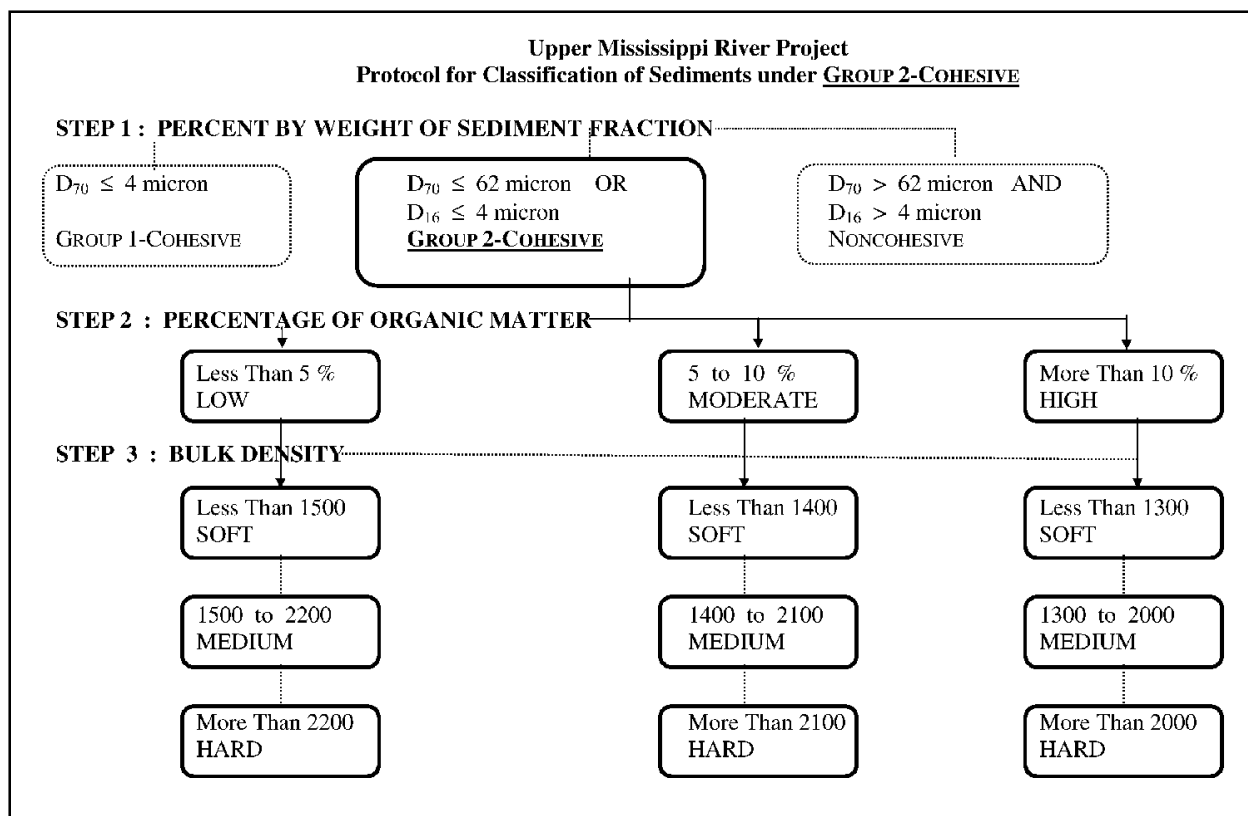 Upper Mississippi River Project
Protocol for Classification of Sediments under GROUP 2-COHESIVE
STEP 1 : PERCENT BY WEIGHT OF SEDIMENT FRACTION
D₇₀ ≤ 4 micron
GROUP 1-COHESIVE
D₇₀ ≤ 62 micron OR
D₁₆ ≤ 4 micron
GROUP 2-COHESIVE
D₇₀ > 62 micron AND
D₁₆ > 4 micron
NONCOHESIVE
STEP 2 : PERCENTAGE OF ORGANIC MATTER
Less Than 5 %
LOW
5 to 10 %
MODERATE
More Than 10 %
HIGH
STEP 3 : BULK DENSITY
Less Than 1500
SOFT
Less Than 1400
SOFT
Less Than 1300
SOFT
1500 to 2200
MEDIUM
1400 to 2100
MEDIUM
1300 to 2000
MEDIUM
More Than 2200
HARD
More Than 2100
HARD
More Than 2000
HARD